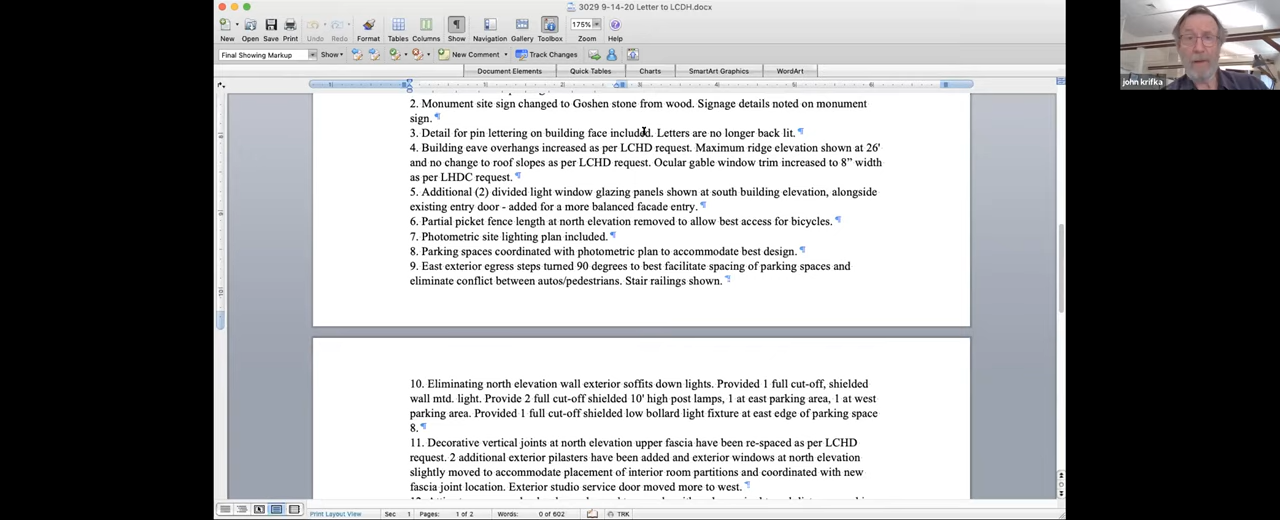 3029 9-14-20 Letter to LCDH.docx
175%
New Open Save Print Undo Redo Format Tables Columns Show Navigation Gallery Toolbox Zoom Help
Final Showing Markup Show New Comment Track Changes
Document Elements Quick Tables Charts SmartArt Graphics WordArt
2. Monument site sign changed to Goshen stone from wood. Signage details noted on monument
sign. ¶
3. Detail for pin lettering on building face included. Letters are no longer back lit. ¶
4. Building eave overhangs increased as per LCHD request. Maximum ridge elevation shown at 26'
and no change to roof slopes as per LCHD request. Ocular gable window trim increased to 8” width
as per LHDC request. ¶
5. Additional (2) divided light window glazing panels shown at south building elevation, alongside
existing entry door - added for a more balanced facade entry. ¶
6. Partial picket fence length at north elevation removed to allow best access for bicycles. ¶
7. Photometric site lighting plan included. ¶
8. Parking spaces coordinated with photometric plan to accommodate best design. ¶
9. East exterior egress steps turned 90 degrees to best facilitate spacing of parking spaces and
eliminate conflict between autos/pedestrians. Stair railings shown. ¶
10. Eliminating north elevation wall exterior soffits down lights. Provided 1 full cut-off, shielded
wall mtd. light. Provide 2 full cut-off shielded 10' high post lamps, 1 at east parking area, 1 at west
parking area. Provided 1 full cut-off shielded low bollard light fixture at east edge of parking space
8. ¶
11. Decorative vertical joints at north elevation upper fascia have been re-spaced as per LCHD
request. 2 additional exterior pilasters have been added and exterior windows at north elevation
slightly moved to accommodate placement of interior room partitions and coordinated with new
fascia joint location. Exterior studio service door moved more to west. ¶
Print Layout View Sec 1 Pages: 1 of 2 Words: 0 of 602 TRK
john krifka